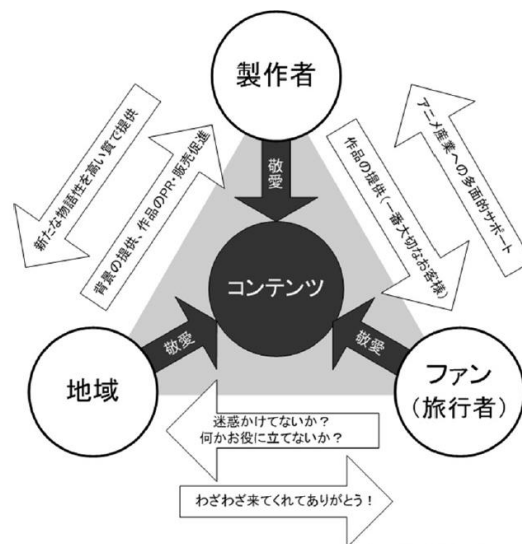 製作者
敬愛
新たな物語性を高い質で提供
背景の提供、作品のPR・販売促進
作品の提供(一番大切なお客様)
アニメ産業への多面的サポート
コンテンツ
敬愛
敬愛
地域
ファン
(旅行者)
迷惑かけてないか?
何かお役に立てないか?
わざわざ来てくれてありがとう!